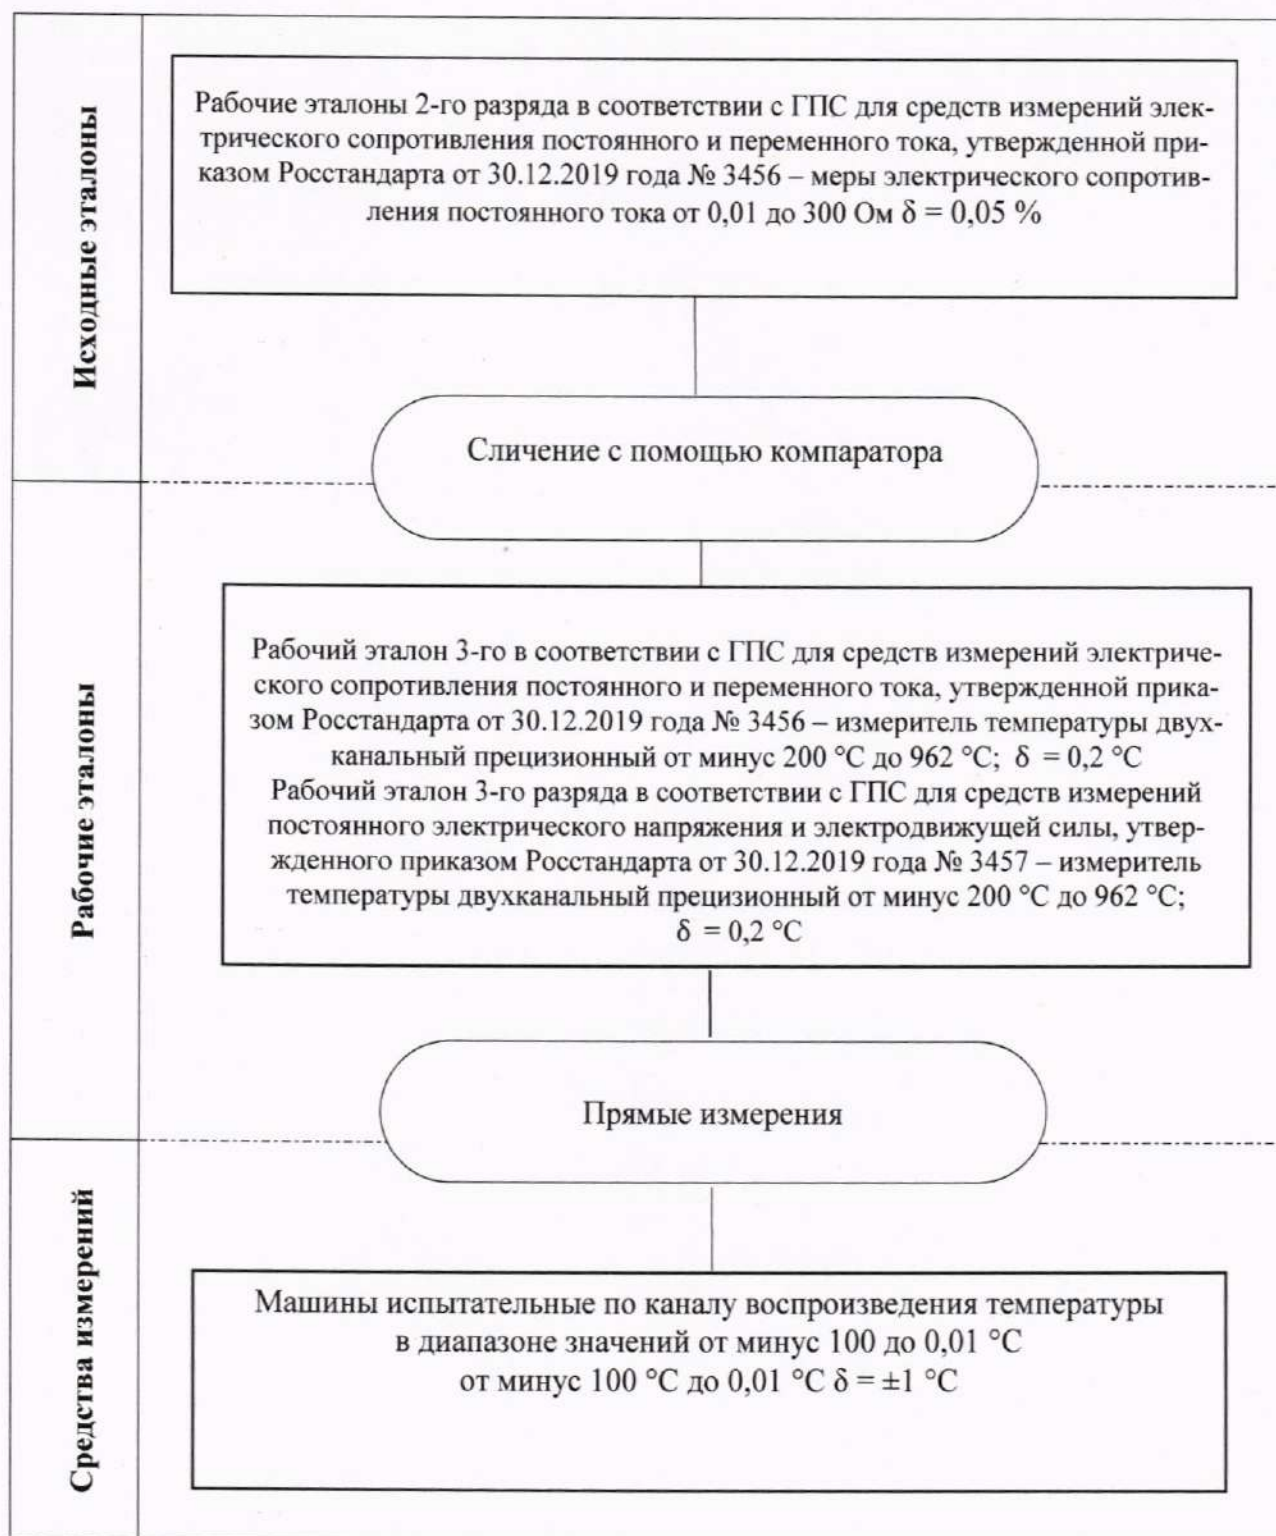 Исходные эталоны
Рабочие эталоны 2-го разряда в соответствии с ГПС для средств измерений элек-
трического сопротивления постоянного и переменного тока, утвержденной при-
казом Росстандарта от 30.12.2019 года № 3456 – меры электрического сопротив-
ления постоянного тока от 0,01 до 300 Ом δ = 0,05 %
Сличение с помощью компаратора
Рабочие эталоны
Рабочий эталон 3-го в соответствии с ГПС для средств измерений электриче-
ского сопротивления постоянного и переменного тока, утвержденной прика-
зом Росстандарта от 30.12.2019 года № 3456 – измеритель температуры двух-
канальный прецизионный от минус 200 °С до 962 °С; δ = 0,2 °С
Рабочий эталон 3-го разряда в соответствии с ГПС для средств измерений
постоянного электрического напряжения и электродвижущей силы, утвер-
жденного приказом Росстандарта от 30.12.2019 года № 3457 – измеритель
температуры двухканальный прецизионный от минус 200 °С до 962 °С;
δ = 0,2 °С
Прямые измерения
Средства измерений
Машины испытательные по каналу воспроизведения температуры
в диапазоне значений от минус 100 до 0,01 °С
от минус 100 °С до 0,01 °С δ = ±1 °С